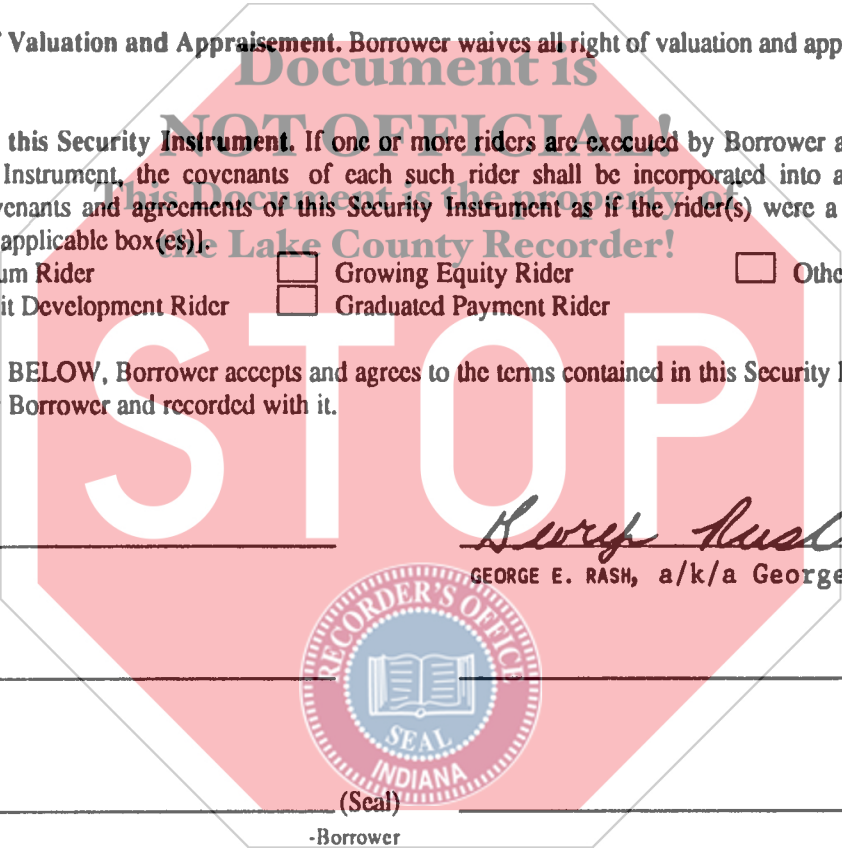 Valuation and Appraisement. Borrower waives all right of valuation and app
Document is
this Security Instrument. If one or more riders are executed by Borrower a
NOT OFFICIAL!
Instrument, the covenants of each such rider shall be incorporated into a
This Document is the property of
venants and agreements of this Security Instrument as if the rider(s) were a
applicable box(es)].
the Lake County Recorder!
um Rider
Growing Equity Rider
Othe
it Development Rider
Graduated Payment Rider
STOP
BELOW, Borrower accepts and agrees to the terms contained in this Security I
Borrower and recorded with it.
George Rash
GEORGE E. RASH, a/k/a George
RECORDER'S OFFICE
SEAL
INDIANA
(Seal)
-Borrower